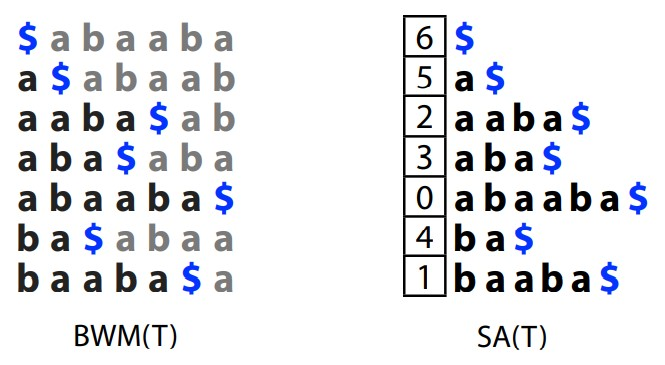 $ a b a a b a
a $ a b a a b
a a b a $ a b
a b a $ a b a
a b a a b a $
b a $ a b a a
b a a b a $ a
BWM(T)
6 $
5 a $
2 a a b a $
3 a b a $
0 a b a a b a $
4 b a $
1 b a a b a $
SA(T)